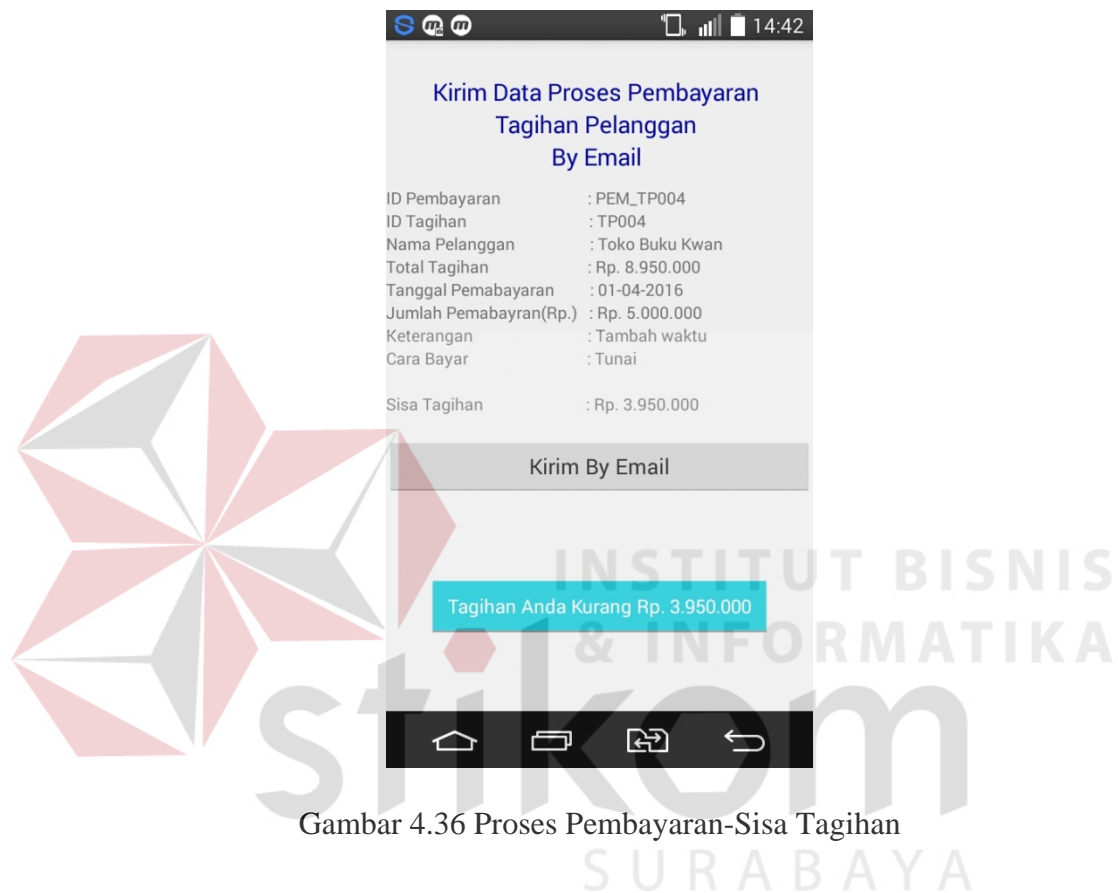 14:42
Kirim Data Proses Pembayaran
Tagihan Pelanggan
By Email
ID Pembayaran : PEM_TP004
ID Tagihan : TP004
Nama Pelanggan : Toko Buku Kwan
Total Tagihan : Rp. 8.950.000
Tanggal Pemabayaran : 01-04-2016
Jumlah Pemabayran(Rp.) : Rp. 5.000.000
Keterangan : Tambah waktu
Cara Bayar : Tunai
Sisa Tagihan : Rp. 3.950.000
Kirim By Email
Tagihan Anda Kurang Rp. 3.950.000
INSTITUT BISNIS
& INFORMATIKA
stikom
SURABAYA
Gambar 4.36 Proses Pembayaran-Sisa Tagihan